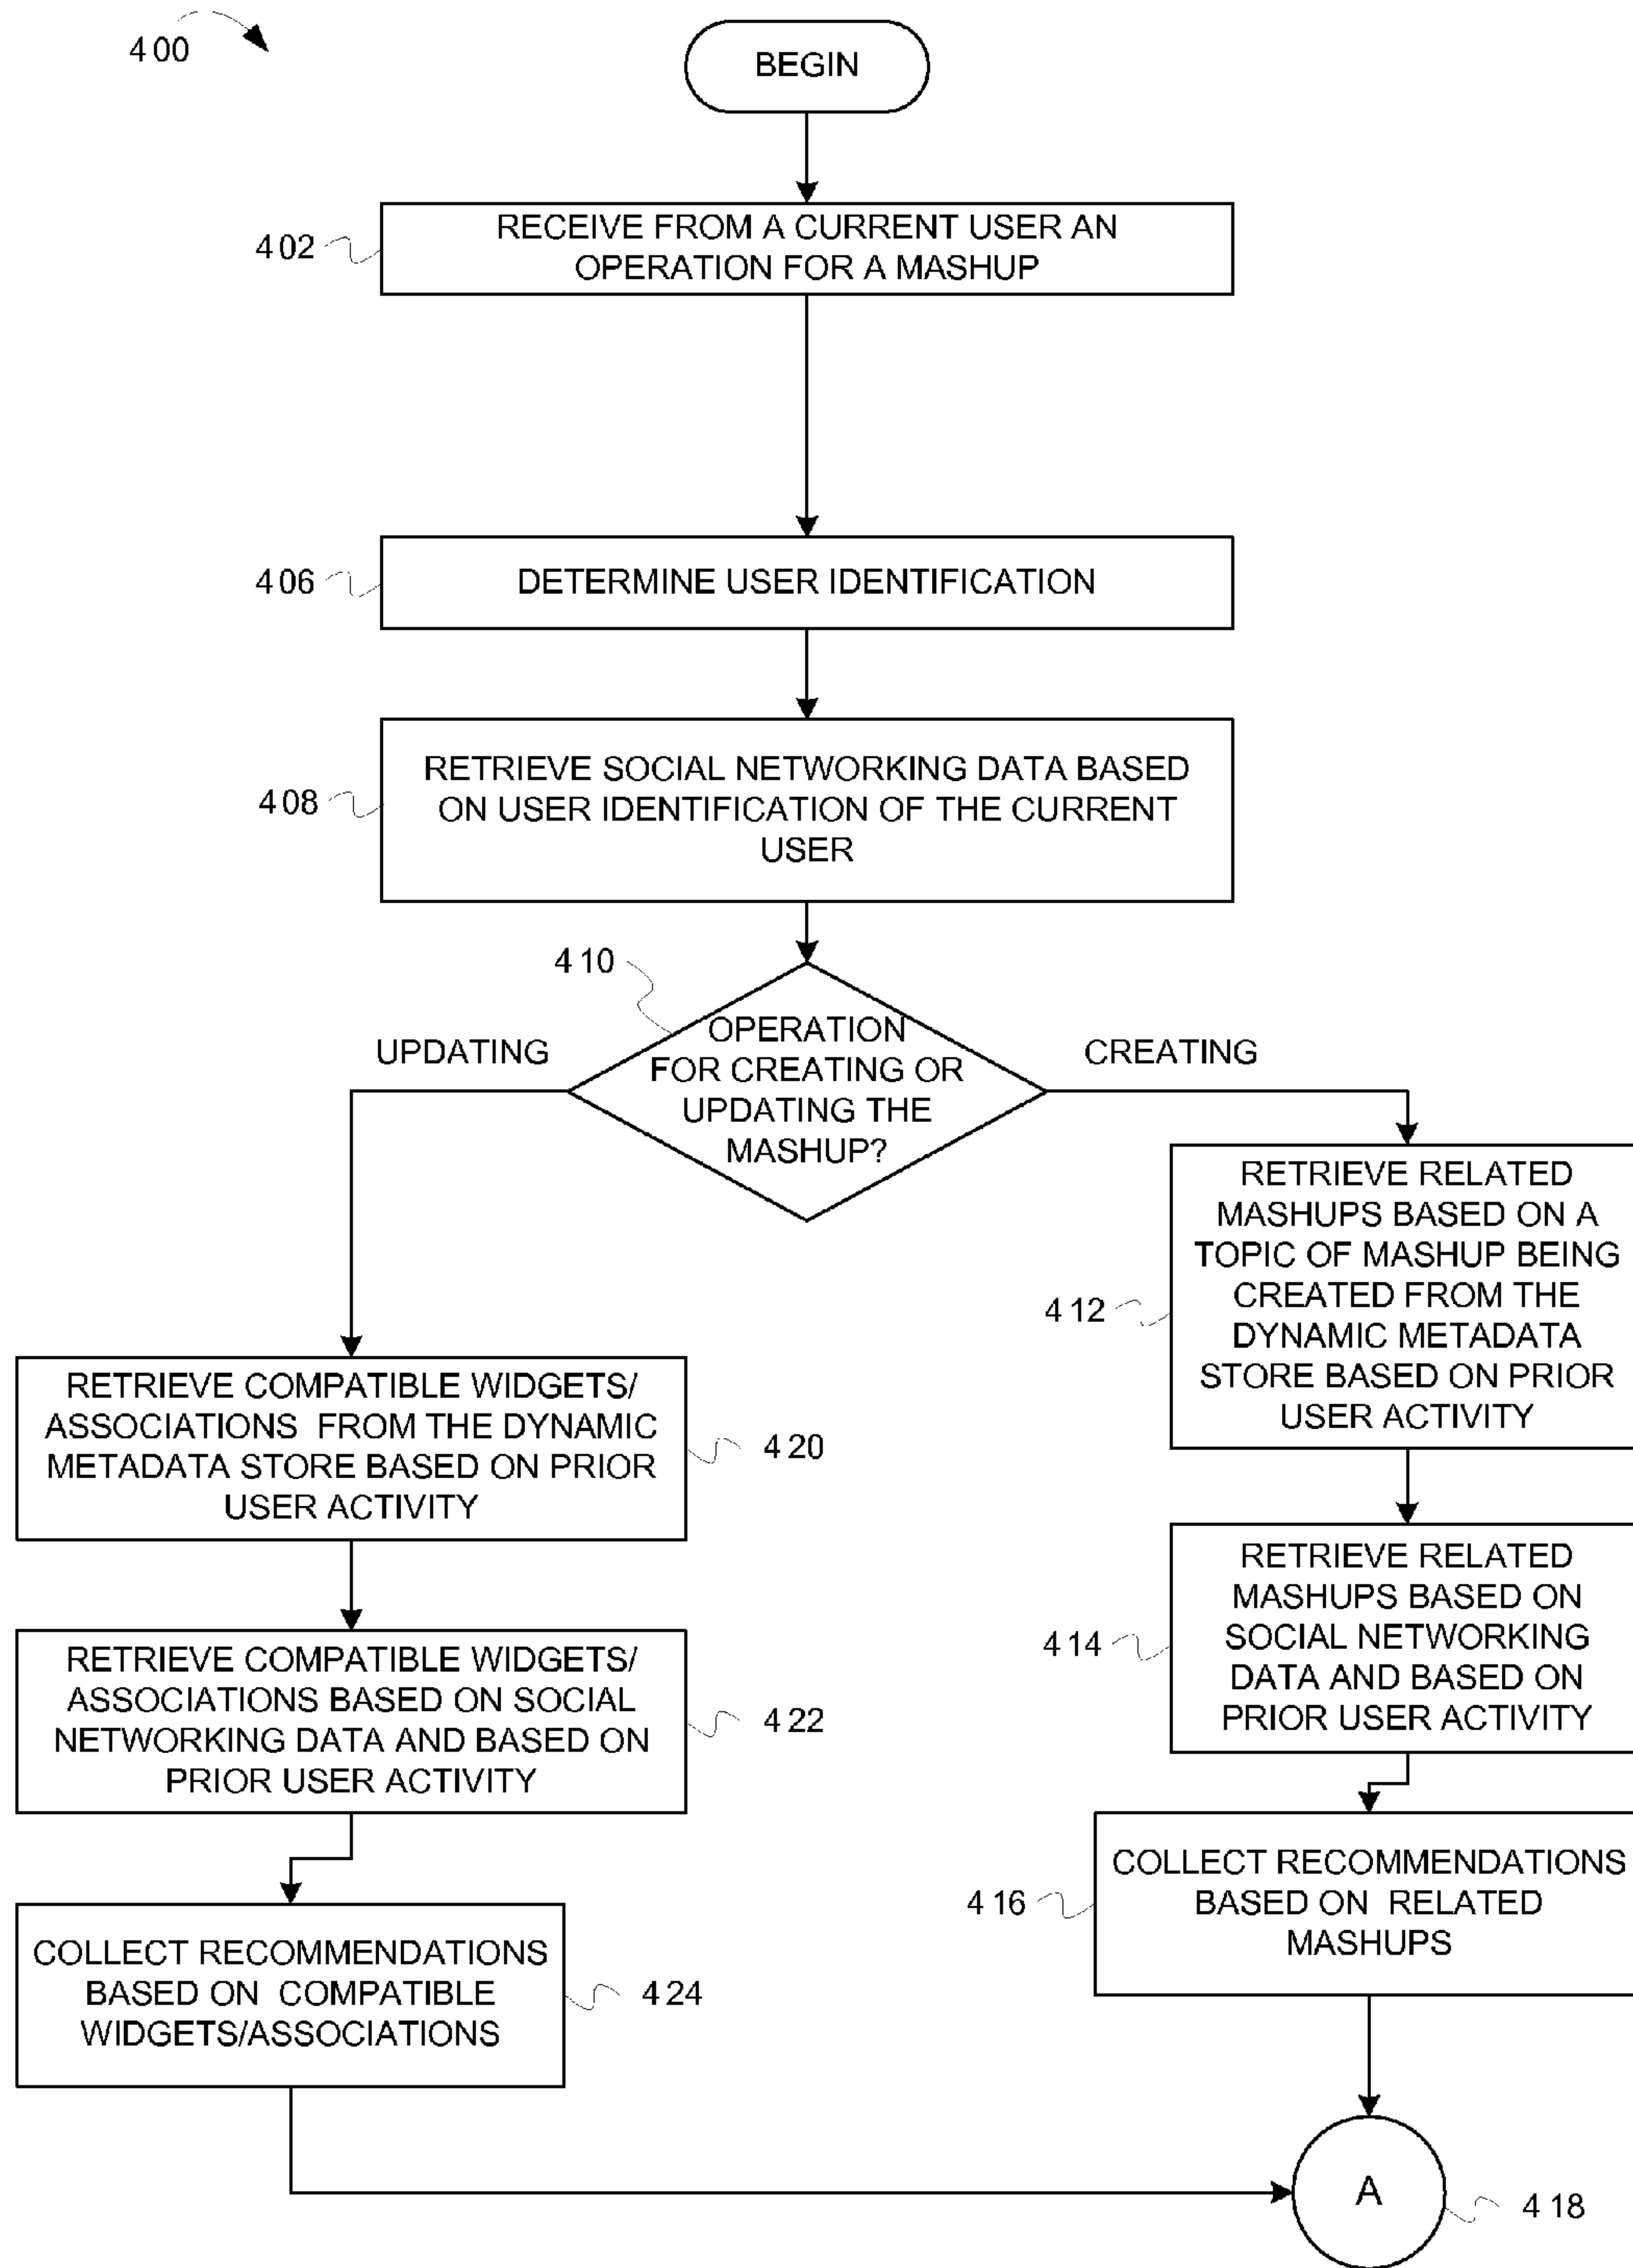 400
BEGIN
402
RECEIVE FROM A CURRENT USER AN
OPERATION FOR A MASHUP
406
DETERMINE USER IDENTIFICATION
408
RETRIEVE SOCIAL NETWORKING DATA BASED
ON USER IDENTIFICATION OF THE CURRENT
USER
410
OPERATION
FOR CREATING OR
UPDATING THE
MASHUP?
UPDATING
CREATING
RETRIEVE RELATED
MASHUPS BASED ON A
TOPIC OF MASHUP BEING
CREATED FROM THE
DYNAMIC METADATA
STORE BASED ON PRIOR
USER ACTIVITY
412
RETRIEVE COMPATIBLE WIDGETS/
ASSOCIATIONS FROM THE DYNAMIC
METADATA STORE BASED ON PRIOR
USER ACTIVITY
420
RETRIEVE RELATED
MASHUPS BASED ON
SOCIAL NETWORKING
DATA AND BASED ON
PRIOR USER ACTIVITY
414
RETRIEVE COMPATIBLE WIDGETS/
ASSOCIATIONS BASED ON SOCIAL
NETWORKING DATA AND BASED ON
PRIOR USER ACTIVITY
422
COLLECT RECOMMENDATIONS
BASED ON RELATED
MASHUPS
416
COLLECT RECOMMENDATIONS
BASED ON COMPATIBLE
WIDGETS/ASSOCIATIONS
424
A
418